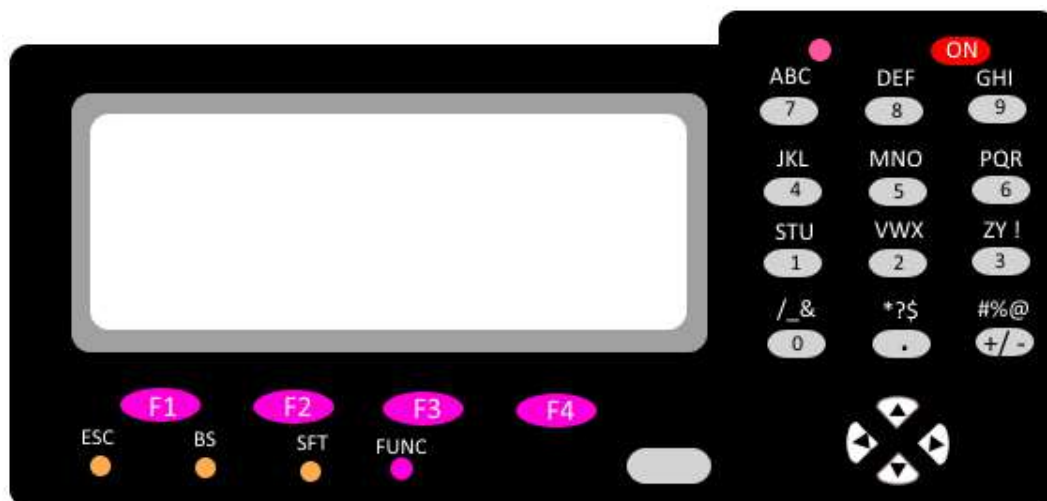 ON
ABC DEF GHI
7 8 9
JKL MNO PQR
4 5 6
STU VWX ZY !
1 2 3
/_& *?$ #%@
0 . +/ -
F1 F2 F3 F4
ESC BS SFT FUNC